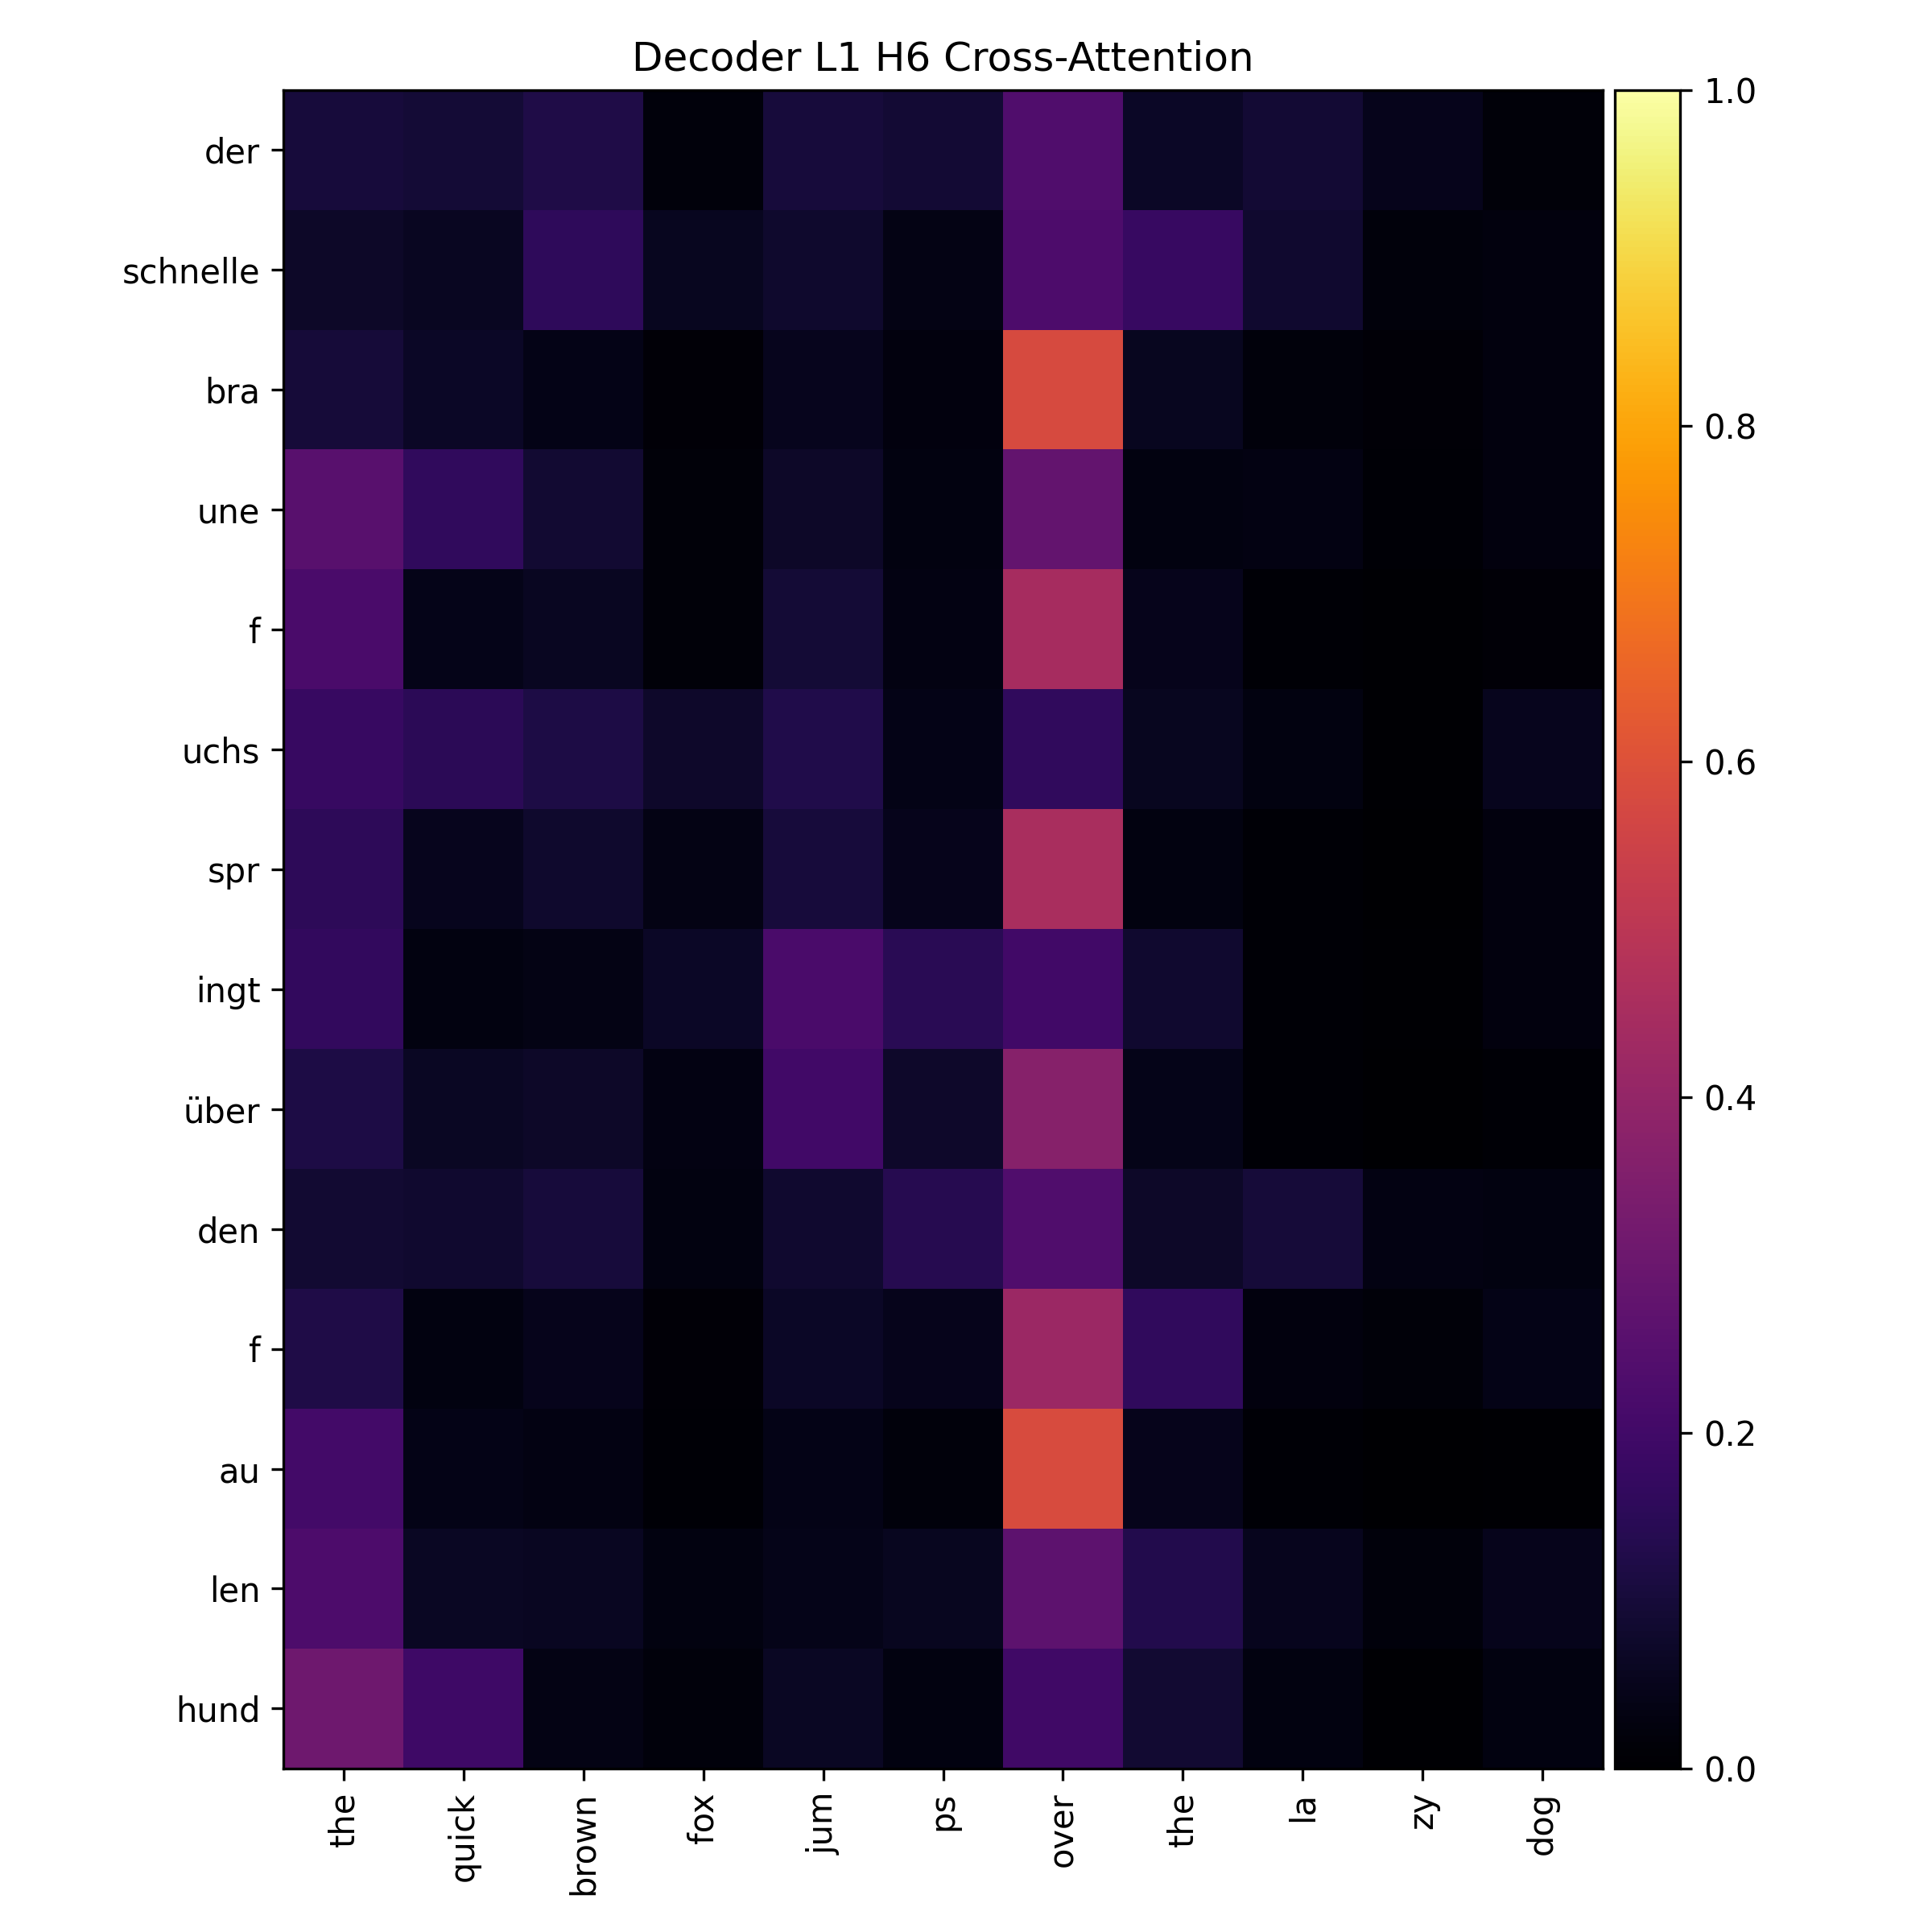 Decoder L1 H6 Cross-Attention
der
schnelle
bra
une
f
uchs
spr
ingt
über
den
f
au
len
hund
the
quick
brown
fox
jum
ps
over
the
la
zy
dog
1.0
0.8
0.6
0.4
0.2
0.0